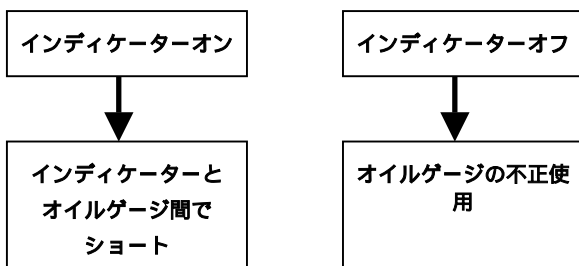 インディケーターオン
インディケーターオフ
インディケーターと
オイルゲージ間で
ショート
オイルゲージの不正使
用